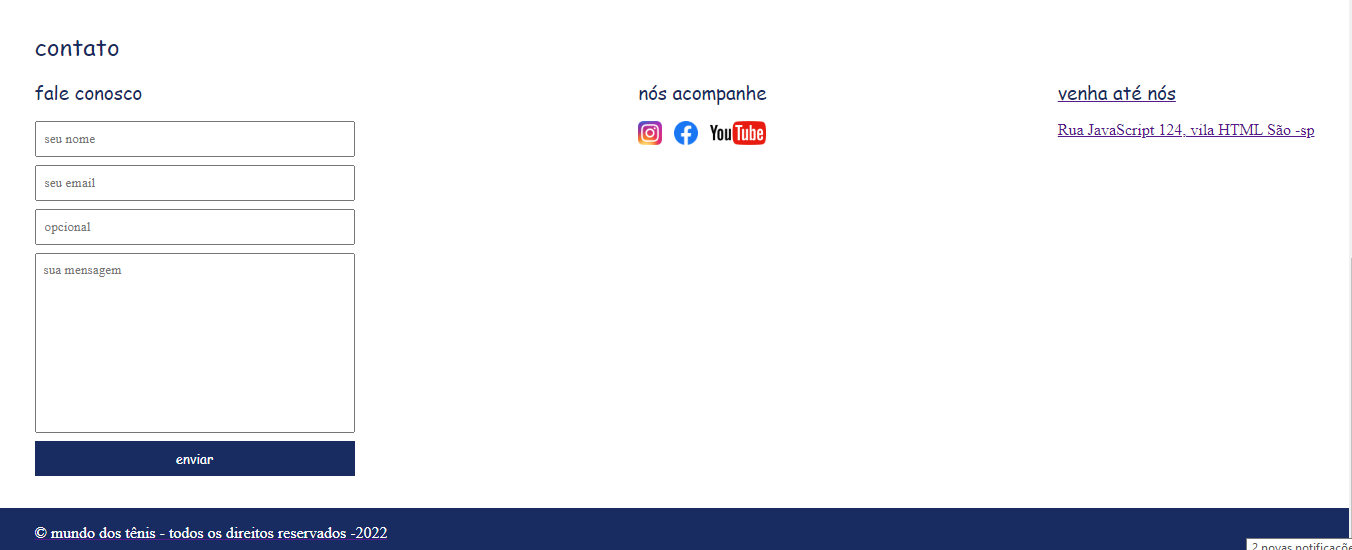 contato
fale conosco
seu nome
seu email
opcional
sua mensagem
enviar
nós acompanhe
YouTube
venha até nós
Rua JavaScript 124, vila HTML São -sp
© mundo dos tênis - todos os direitos reservados -2022
2 novas